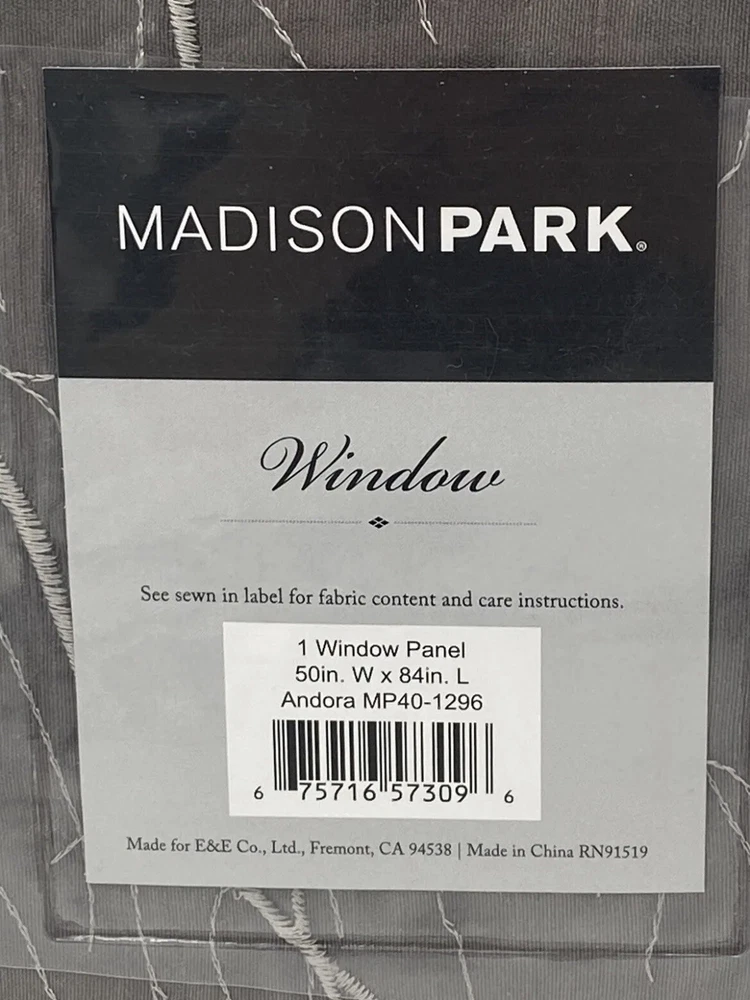 MADISONPARK®
Window
See sewn in label for fabric content and care instructions.
1 Window Panel
50in. W x 84in. L
Andora MP40-1296
6 75716 57309 6
Made for E&E Co., Ltd., Fremont, CA 94538 | Made in China RN91519